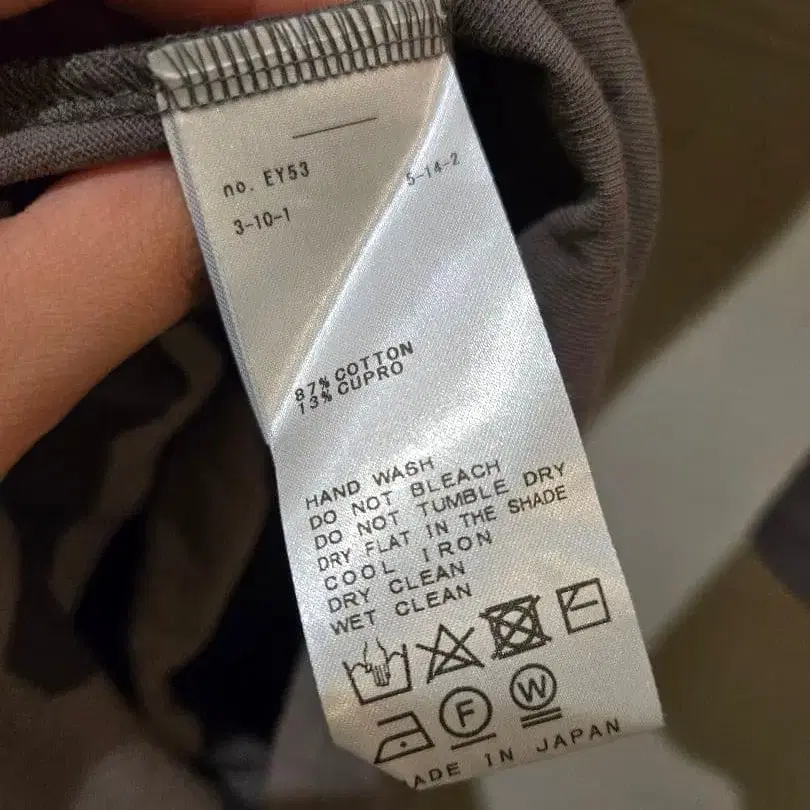 no. EY53
3-10-1
5-14-2
87% COTTON
13% CUPRO
HAND WASH
DO NOT BLEACH
DO NOT TUMBLE DRY
DRY FLAT IN THE SHADE
COOL IRON
DRY CLEAN
WET CLEAN
F
W
ADE IN JAPAN